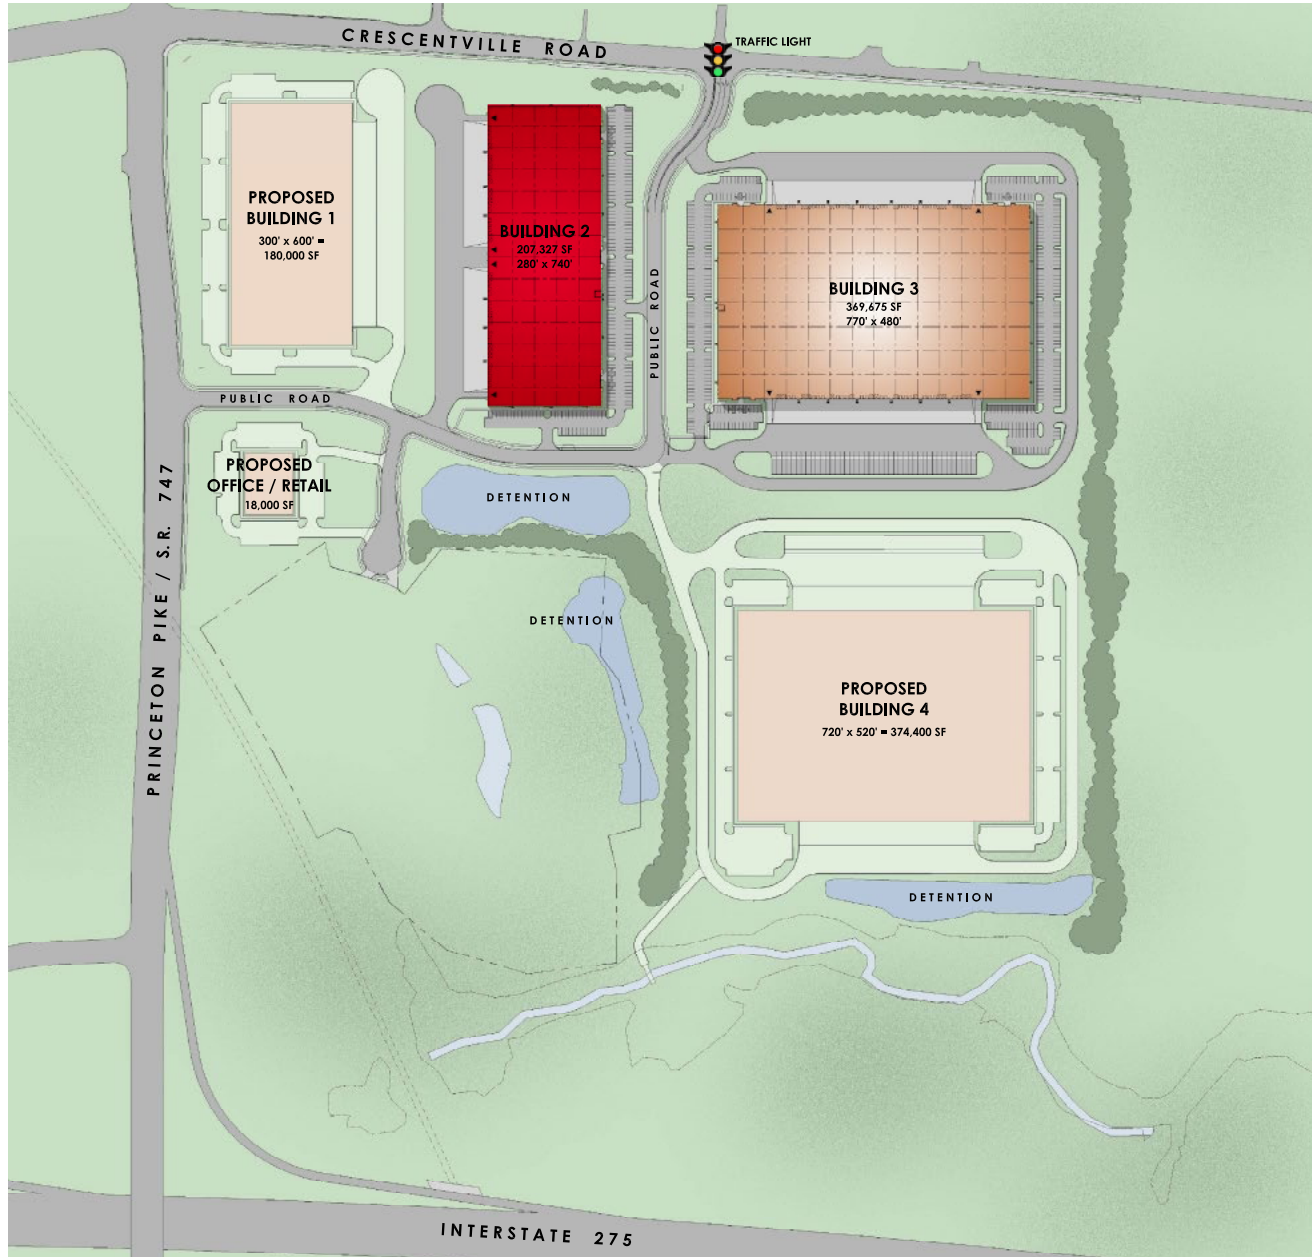 CRESCENTVILLE ROAD
TRAFFIC LIGHT
PROPOSED
BUILDING 1
300' x 600' =
180,000 SF
BUILDING 2
207,327 SF
280' x 740'
PUBLIC ROAD
BUILDING 3
369,675 SF
770' x 480'
PUBLIC ROAD
PROPOSED
OFFICE / RETAIL
18,000 SF
DETENTION
DETENTION
PRINCETON PIKE / S.R. 747
PROPOSED
BUILDING 4
720' x 520' = 374,400 SF
DETENTION
INTERSTATE 275